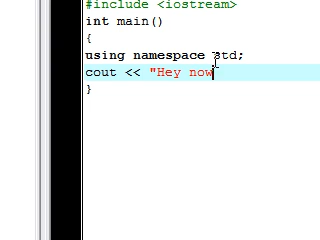 #include <iostream>
int main()
{
using namespace std;
cout << "Hey now
}